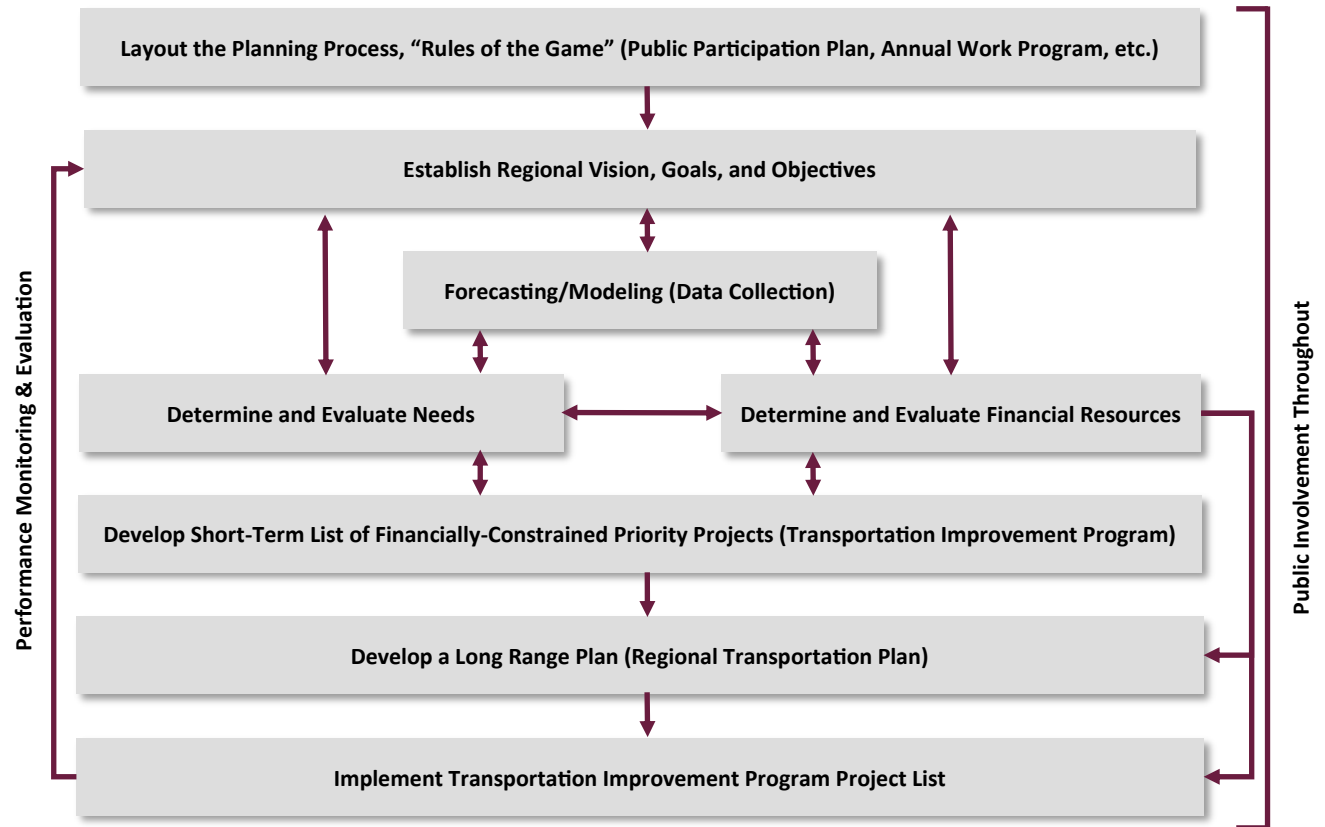 Layout the Planning Process, “Rules of the Game” (Public Participation Plan, Annual Work Program, etc.)
Establish Regional Vision, Goals, and Objectives
Forecasting/Modeling (Data Collection)
Determine and Evaluate Needs
Determine and Evaluate Financial Resources
Develop Short-Term List of Financially-Constrained Priority Projects (Transportation Improvement Program)
Develop a Long Range Plan (Regional Transportation Plan)
Implement Transportation Improvement Program Project List
Performance Monitoring & Evaluation
Public Involvement Throughout